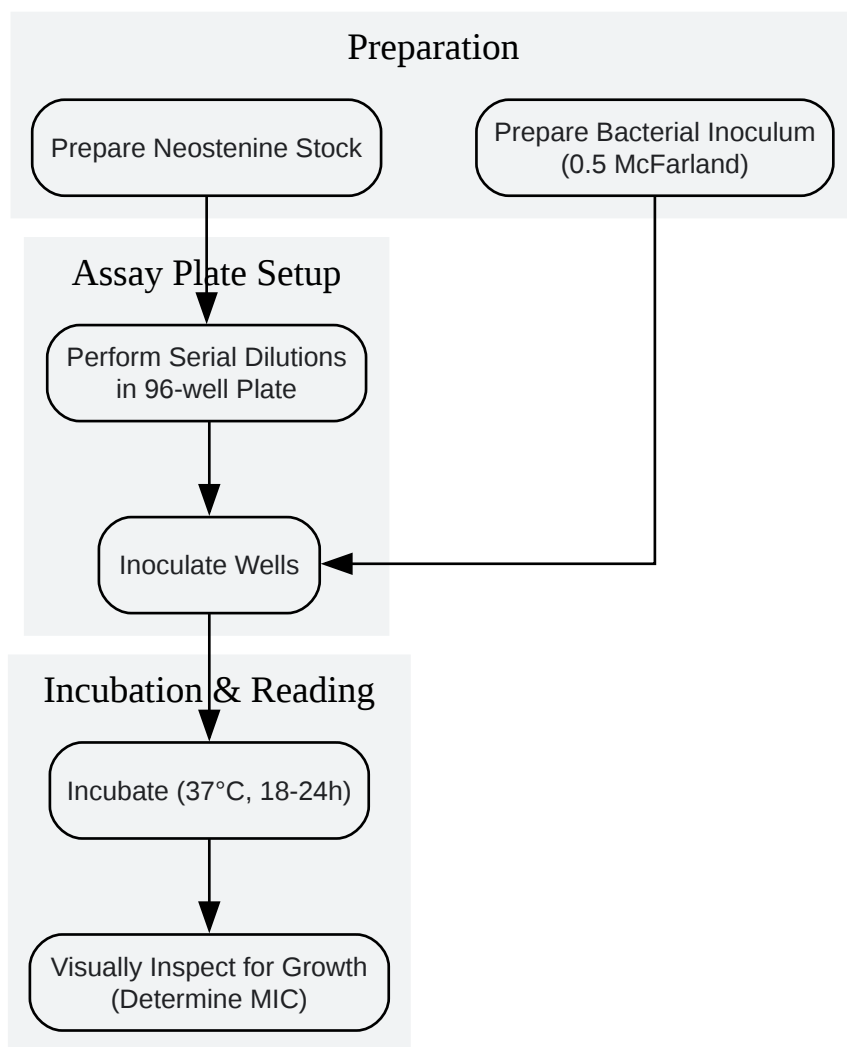 Preparation
Prepare Neostenine Stock
Prepare Bacterial Inoculum
(0.5 McFarland)
Assay Plate Setup
Perform Serial Dilutions
in 96-well Plate
Inoculate Wells
Incubation & Reading
Incubate (37°C, 18-24h)
Visually Inspect for Growth
(Determine MIC)